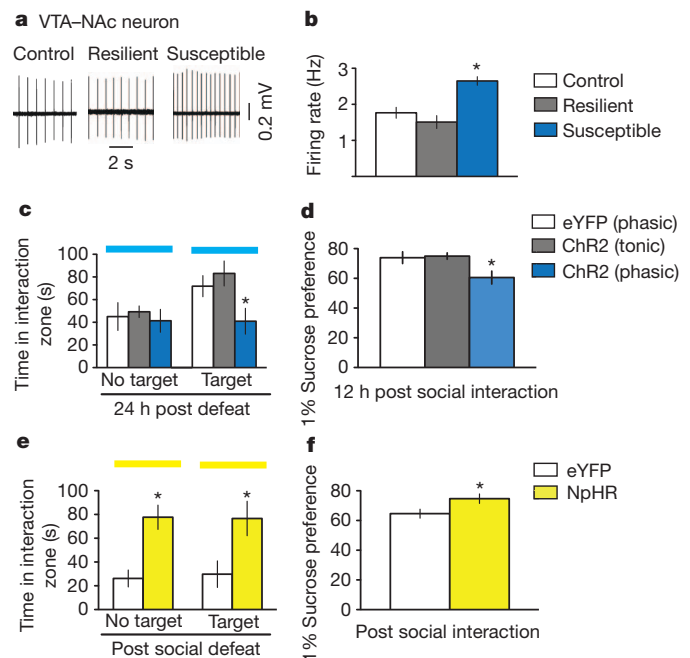 a VTA–NAc neuron
Control Resilient Susceptible
0.2 mV
2 s
b
Firing rate (Hz)
3
2
1
*
Control
Resilient
Susceptible
c
Time in interaction
zone (s)
100
80
60
40
20
0
*
No target Target
24 h post defeat
d
1% Sucrose preference
80
60
40
20
0
*
eYFP (phasic)
ChR2 (tonic)
ChR2 (phasic)
12 h post social interaction
e
Time in interaction
zone (s)
100
80
60
40
20
0
* *
No target Target
Post social defeat
f
1% Sucrose preference
80
60
40
20
0
*
eYFP
NpHR
Post social interaction